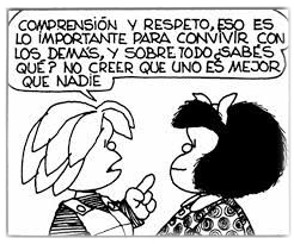 COMPRENSIÓN Y RESPETO, ESO ES
LO IMPORTANTE PARA CONVIVIR CON
LOS DEMÁS, Y SOBRE TODO ¿SABÉS
QUÉ? NO CREER QUE UNO ES MEJOR
QUE NADIE